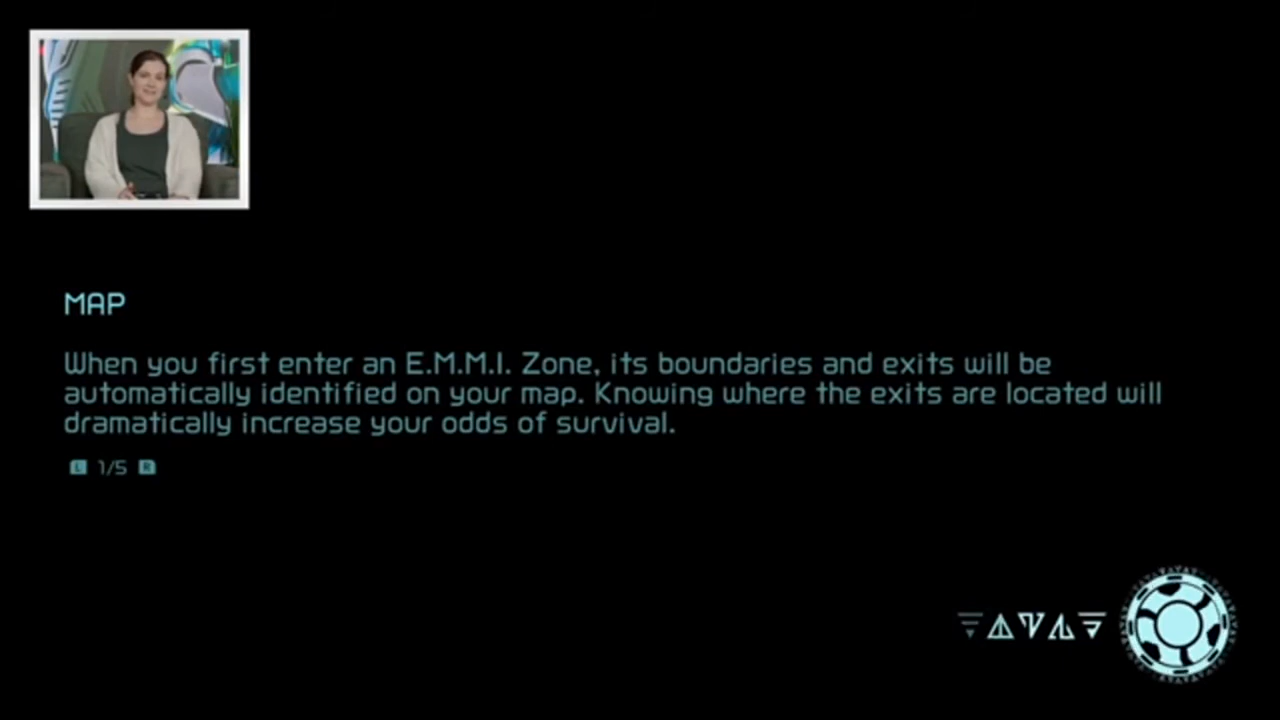 MAP
When you first enter an E.M.M.I. Zone, its boundaries and exits will be
automatically identified on your map. Knowing where the exits are located will
dramatically increase your odds of survival.
L 1/5 R